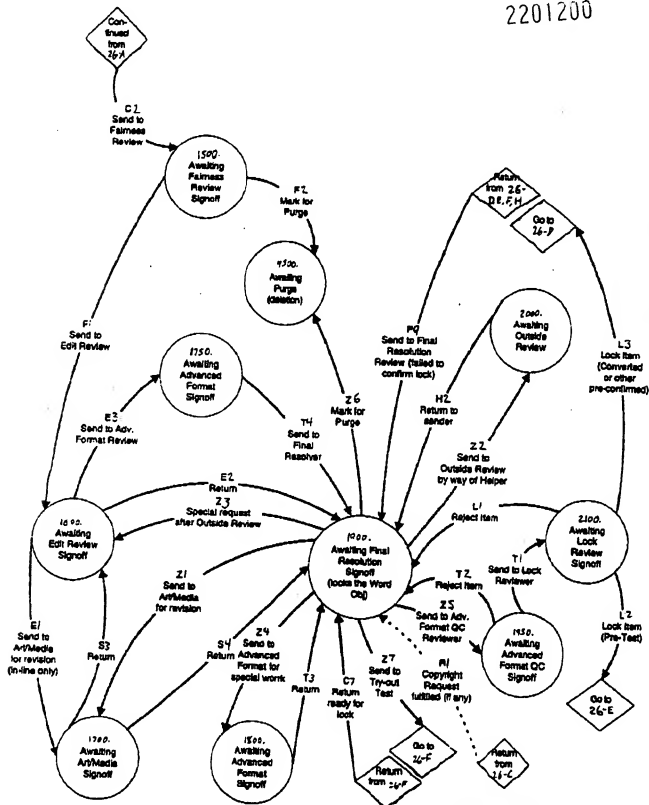 2201200
Con-
tinued
from
26-A
C2
Send to
Fairness
Review
1500.
Awaiting
Fairness
Review
Signoff
F2
Mark for
Purge
9500.
Awaiting
Purge
(deletion)
Return
from 26-
D,E,F,H
Go to
26-D
2000.
Awaiting
Outside
Review
F1
Send to
Edit Review
1750.
Awaiting
Advanced
Format
Signoff
E3
Send to Adv.
Format Review
T4
Send to
Final
Resolver
Z6
Mark for
Purge
P9
Send to Final
Resolution
Review (failed to
confirm lock)
H2
Return to
sender
Z2
Send to
Outside Review
by way of Helper
L3
Lock Item
(Converted
or other
pre-confirmed)
E2
Return
Z3
Special request
after Outside Review
1600.
Awaiting
Edit Review
Signoff
1900.
Awaiting Final
Resolution
Signoff
(locks the Word
Obj)
L1
Reject Item
2100.
Awaiting
Lock
Review
Signoff
T1
Send to Lock
Reviewer
T2
Reject Item
Z1
Send to
Art/Media
for revision
E1
Send to
Art/Media
for revision
(in-line only)
S3
Return
S4
Return
Z4
Send to
Advanced
Format for
special work
T3
Return
C7
Return
ready for
lock
Z7
Send to
Try-out
Test
Z5
Send to Adv.
Format QC
Reviewer
R1
Copyright
Request
fulfilled (if any)
1950.
Awaiting
Advanced
Format QC
Signoff
L2
Lock Item
(Pre-Test)
Go to
26-E
1700.
Awaiting
Art/Media
Signoff
1800.
Awaiting
Advanced
Format
Signoff
Return
from 26-F
Go to
26-F
Return
from
26-C